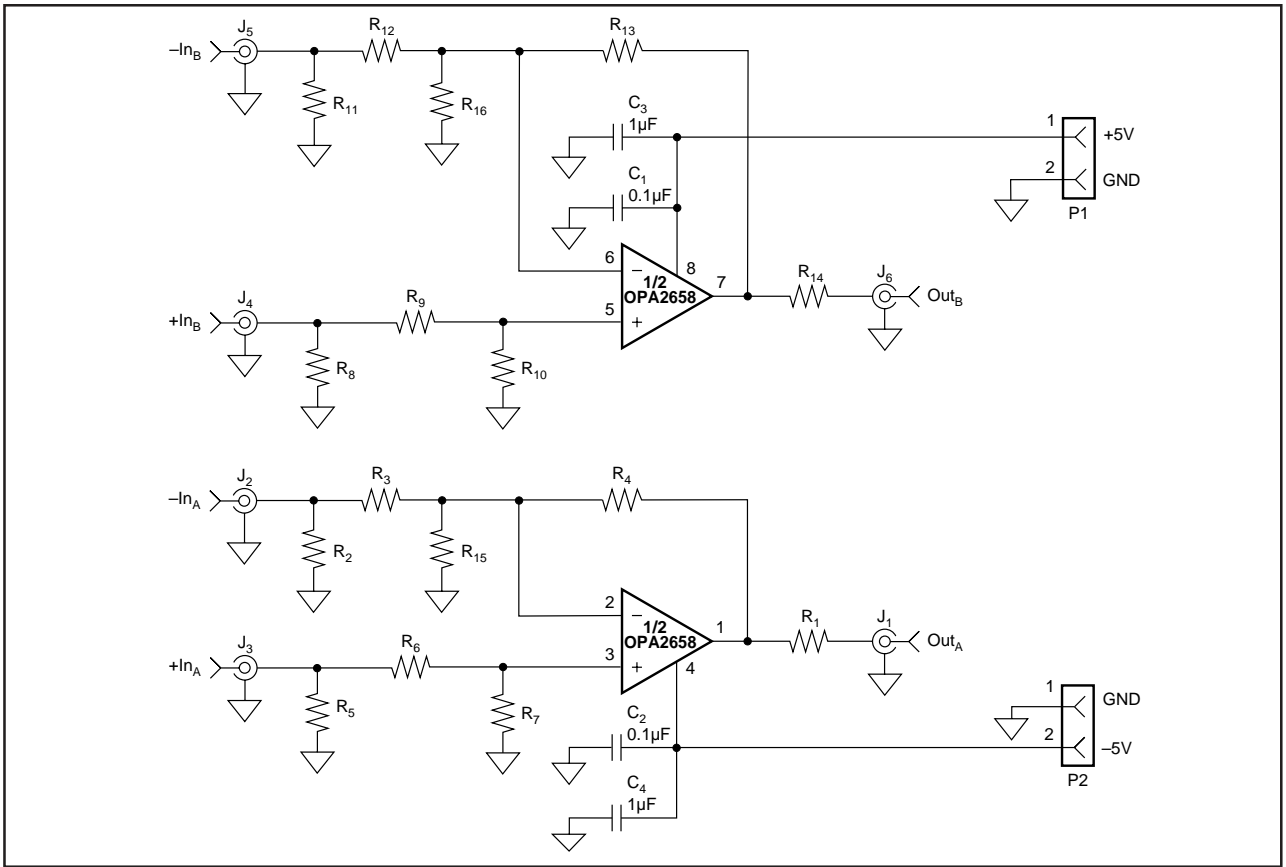 J5
–InB
R12
R13
R11
R16
C3
1µF
1
+5V
2
GND
P1
C1
0.1µF
6
–
8
1/2
OPA2658
7
5
+
R14
J6
OutB
J4
+InB
R9
R8
R10
J2
–InA
R3
R4
R2
R15
2
–
1/2
OPA2658
1
3
+
4
R1
J1
OutA
J3
+InA
R6
R5
R7
C2
0.1µF
1
GND
2
–5V
P2
C4
1µF